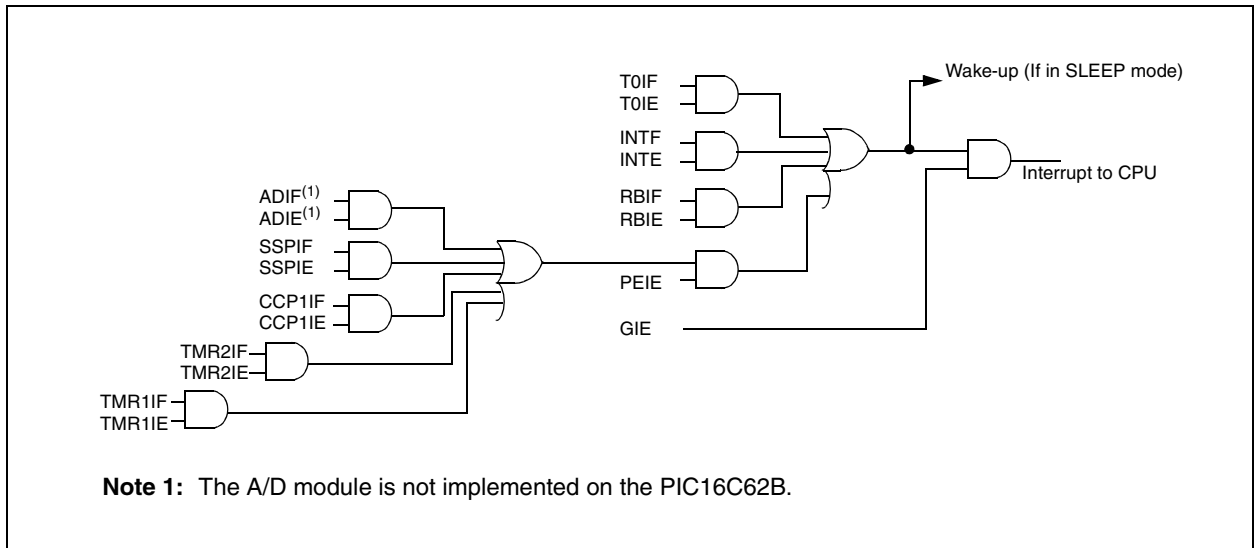 Wake-up (If in SLEEP mode)
T0IF
T0IE
INTF
INTE
Interrupt to CPU
RBIF
RBIE
ADIF(1)
ADIE(1)
SSPIF
SSPIE
PEIE
CCP1IF
CCP1IE
GIE
TMR2IF
TMR2IE
TMR1IF
TMR1IE
Note 1: The A/D module is not implemented on the PIC16C62B.